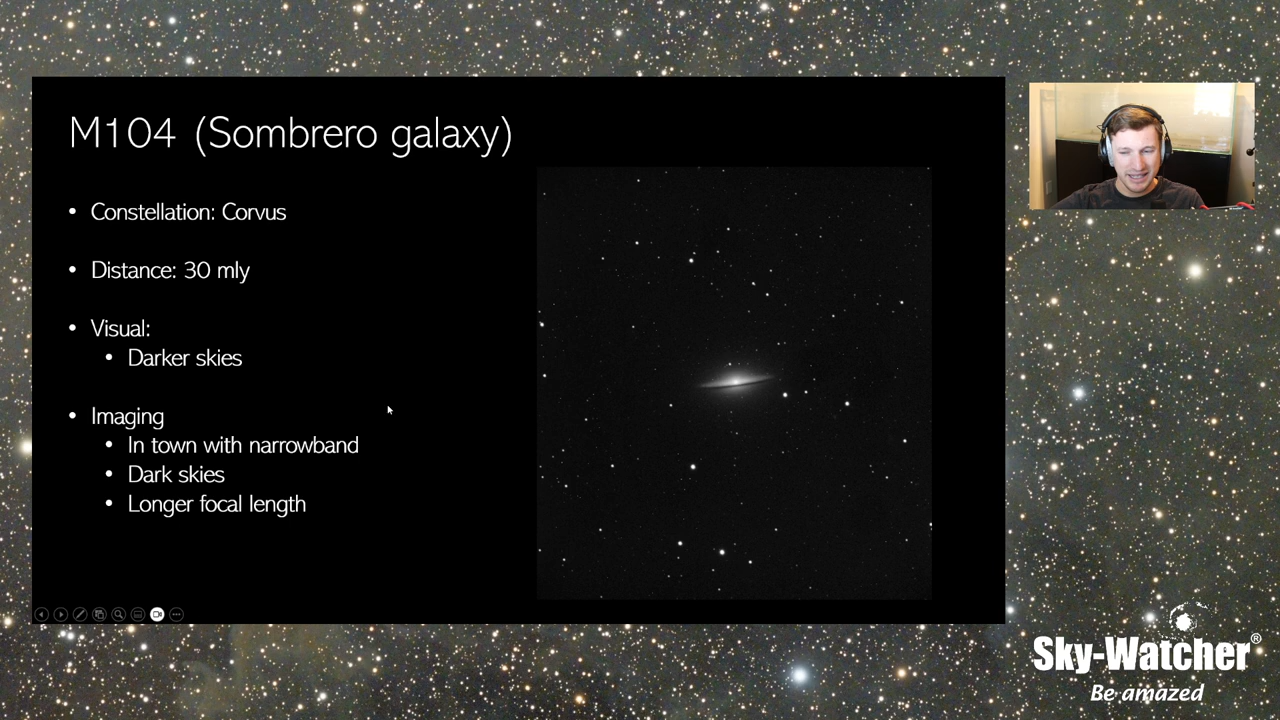 M104 (Sombrero galaxy)
• Constellation: Corvus
• Distance: 30 mly
• Visual:
• Darker skies
• Imaging
• In town with narrowband
• Dark skies
• Longer focal length
Sky-Watcher®
Be amazed